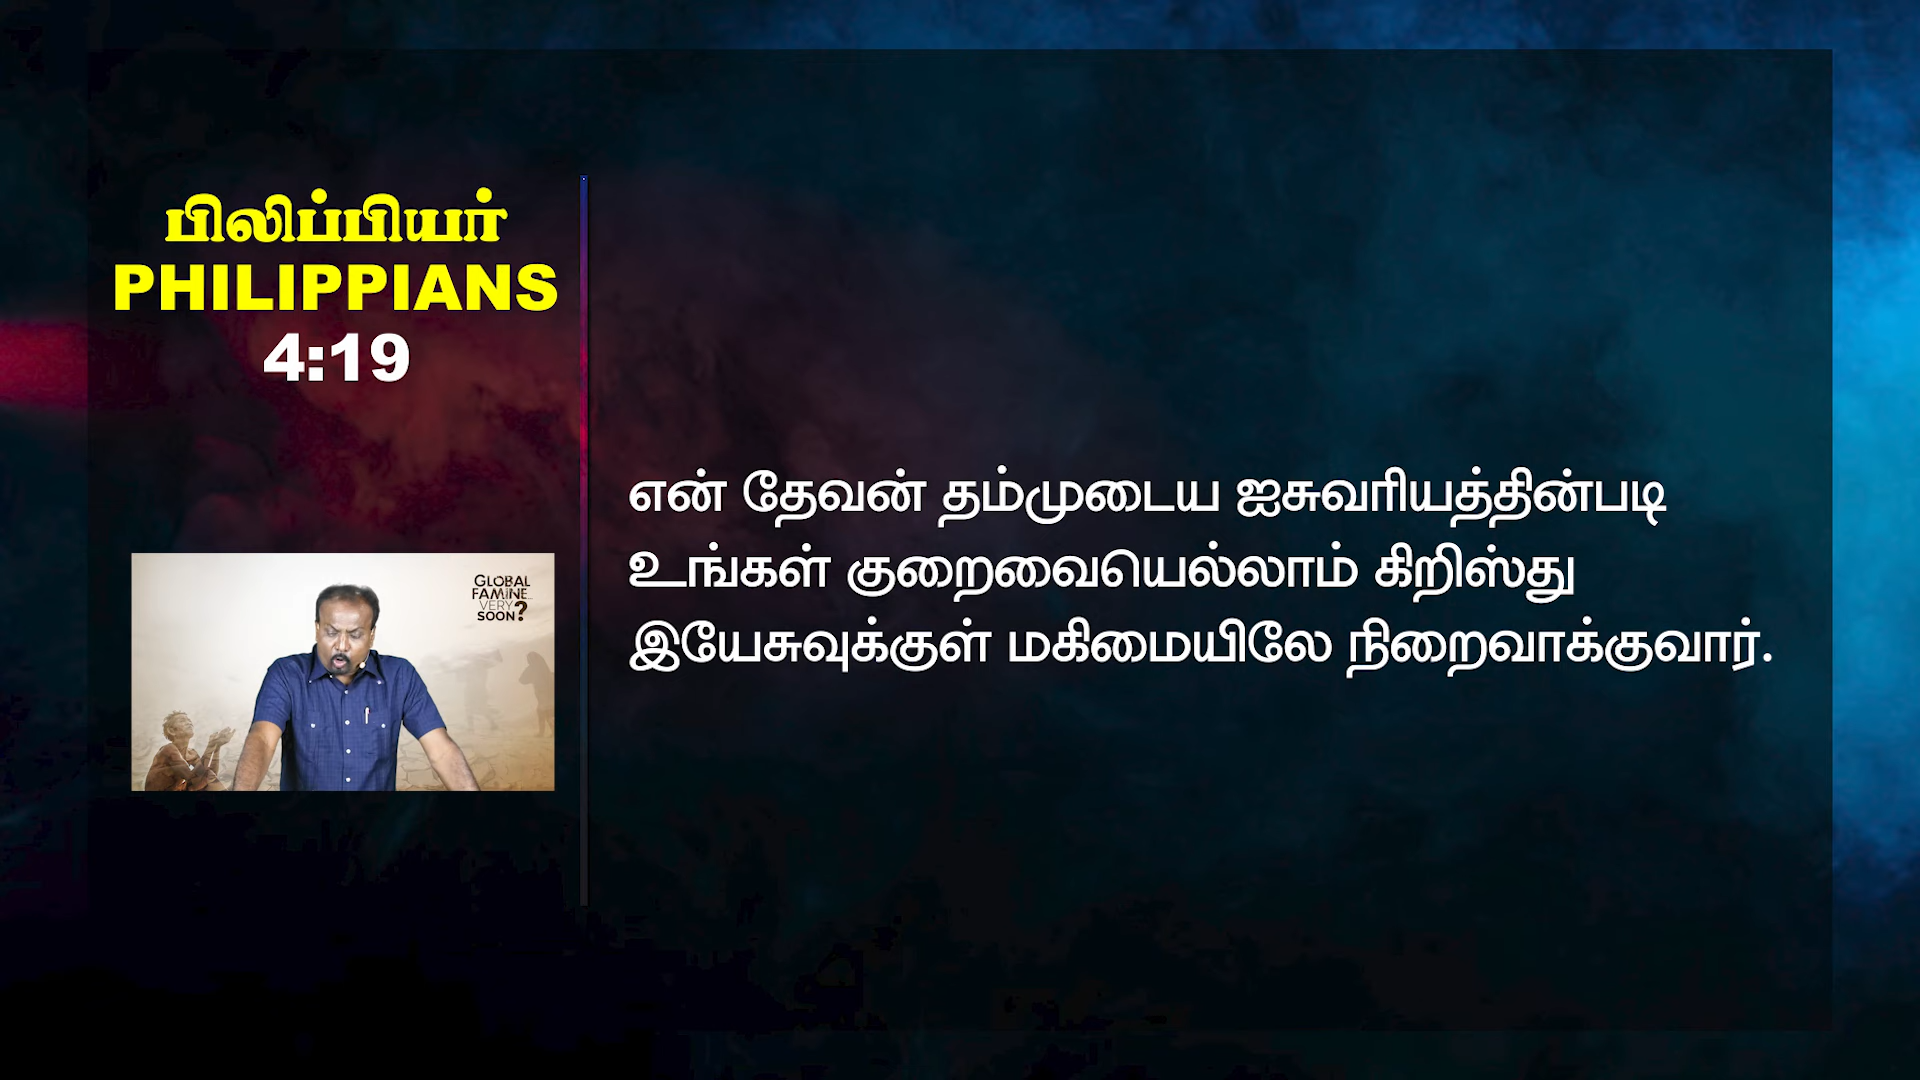 பிலிப்பியர்
PHILIPPIANS
4:19
என் தேவன் தம்முடைய ஐசுவரியத்தின்படி
உங்கள் குறைவையெல்லாம் கிறிஸ்து
இயேசுவுக்குள் மகிமையிலே நிறைவாக்குவார்.
GLOBAL
FAMINE...
VERY
SOON?